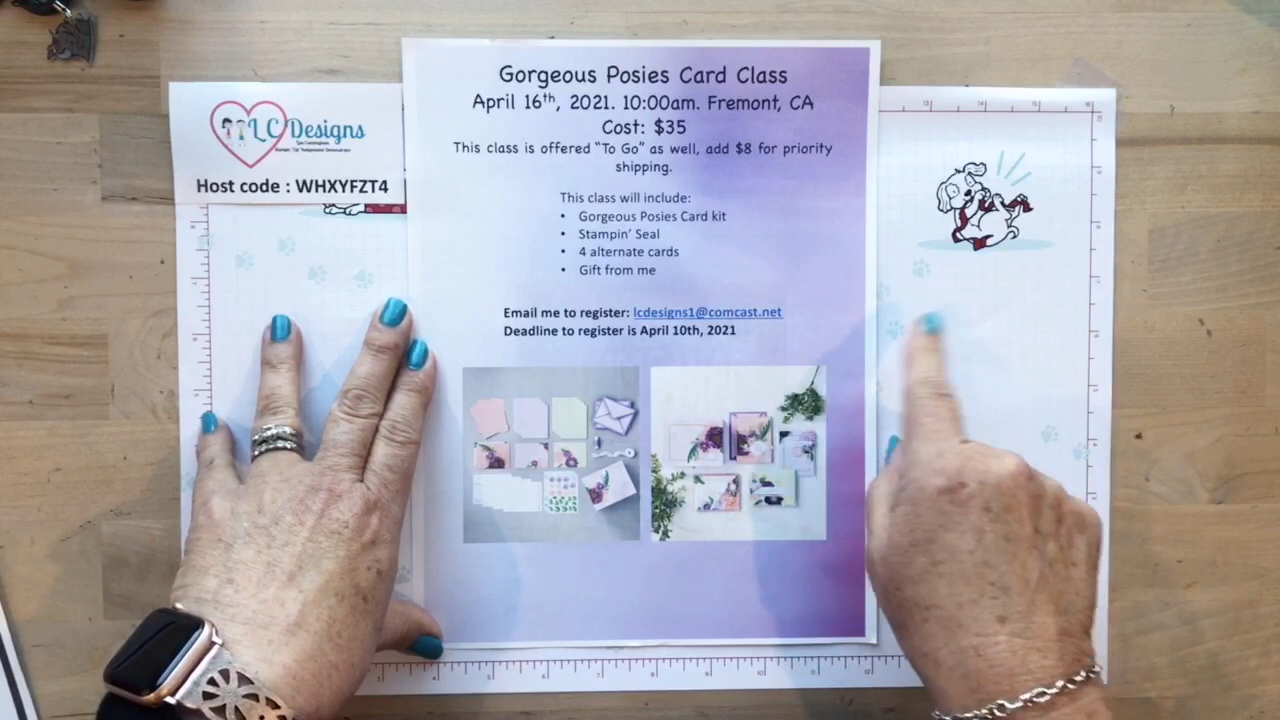 Gorgeous Posies Card Class
April 16th, 2021. 10:00am. Fremont, CA
Cost: $35
This class is offered “To Go” as well, add $8 for priority
shipping.
This class will include:
• Gorgeous Posies Card kit
• Stampin’ Seal
• 4 alternate cards
• Gift from me
Email me to register: lcdesigns1@comcast.net
Deadline to register is April 10th, 2021
LC Designs
Host code : WHXYFZT4
13
14
15